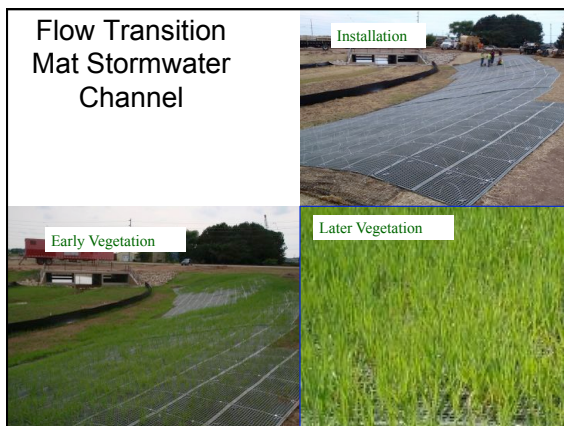 Flow Transition
Mat Stormwater
Channel
Installation
Early Vegetation
Later Vegetation